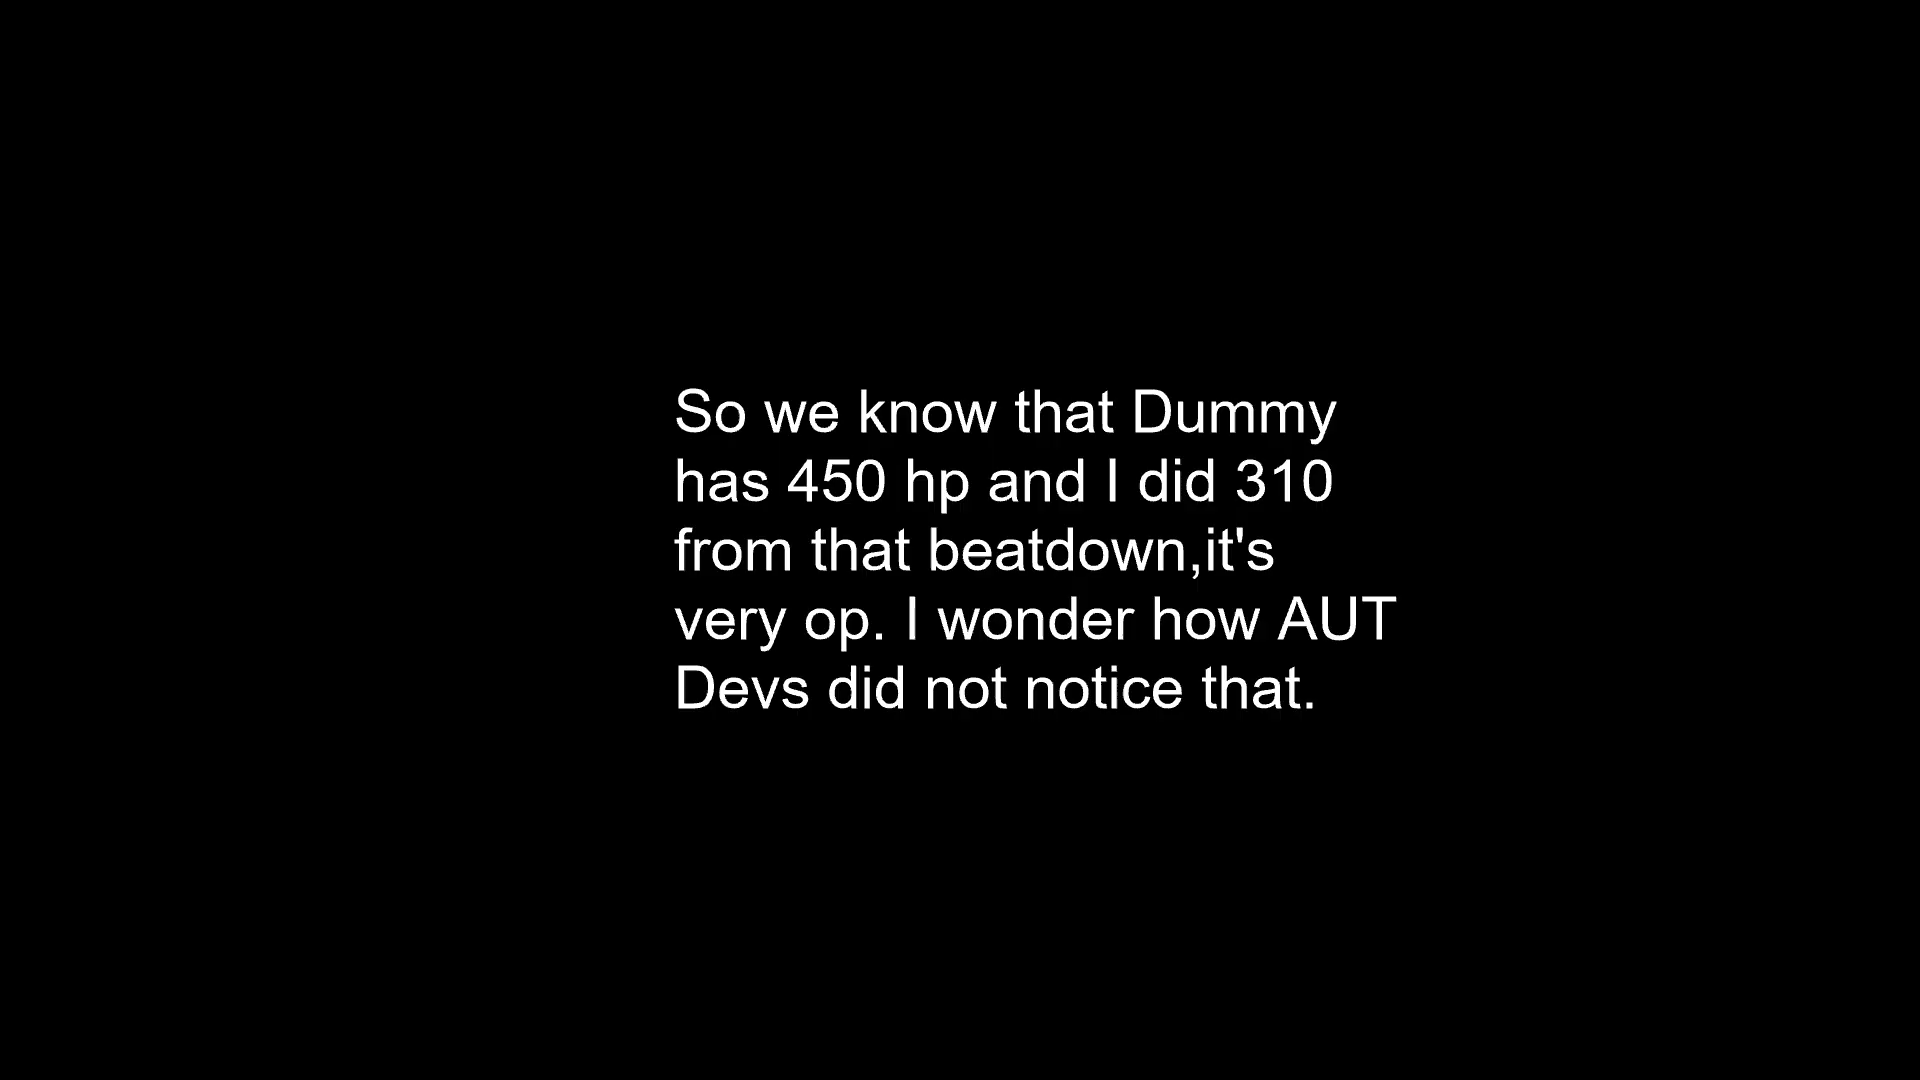 So we know that Dummy
has 450 hp and I did 310
from that beatdown,it's
very op. I wonder how AUT
Devs did not notice that.